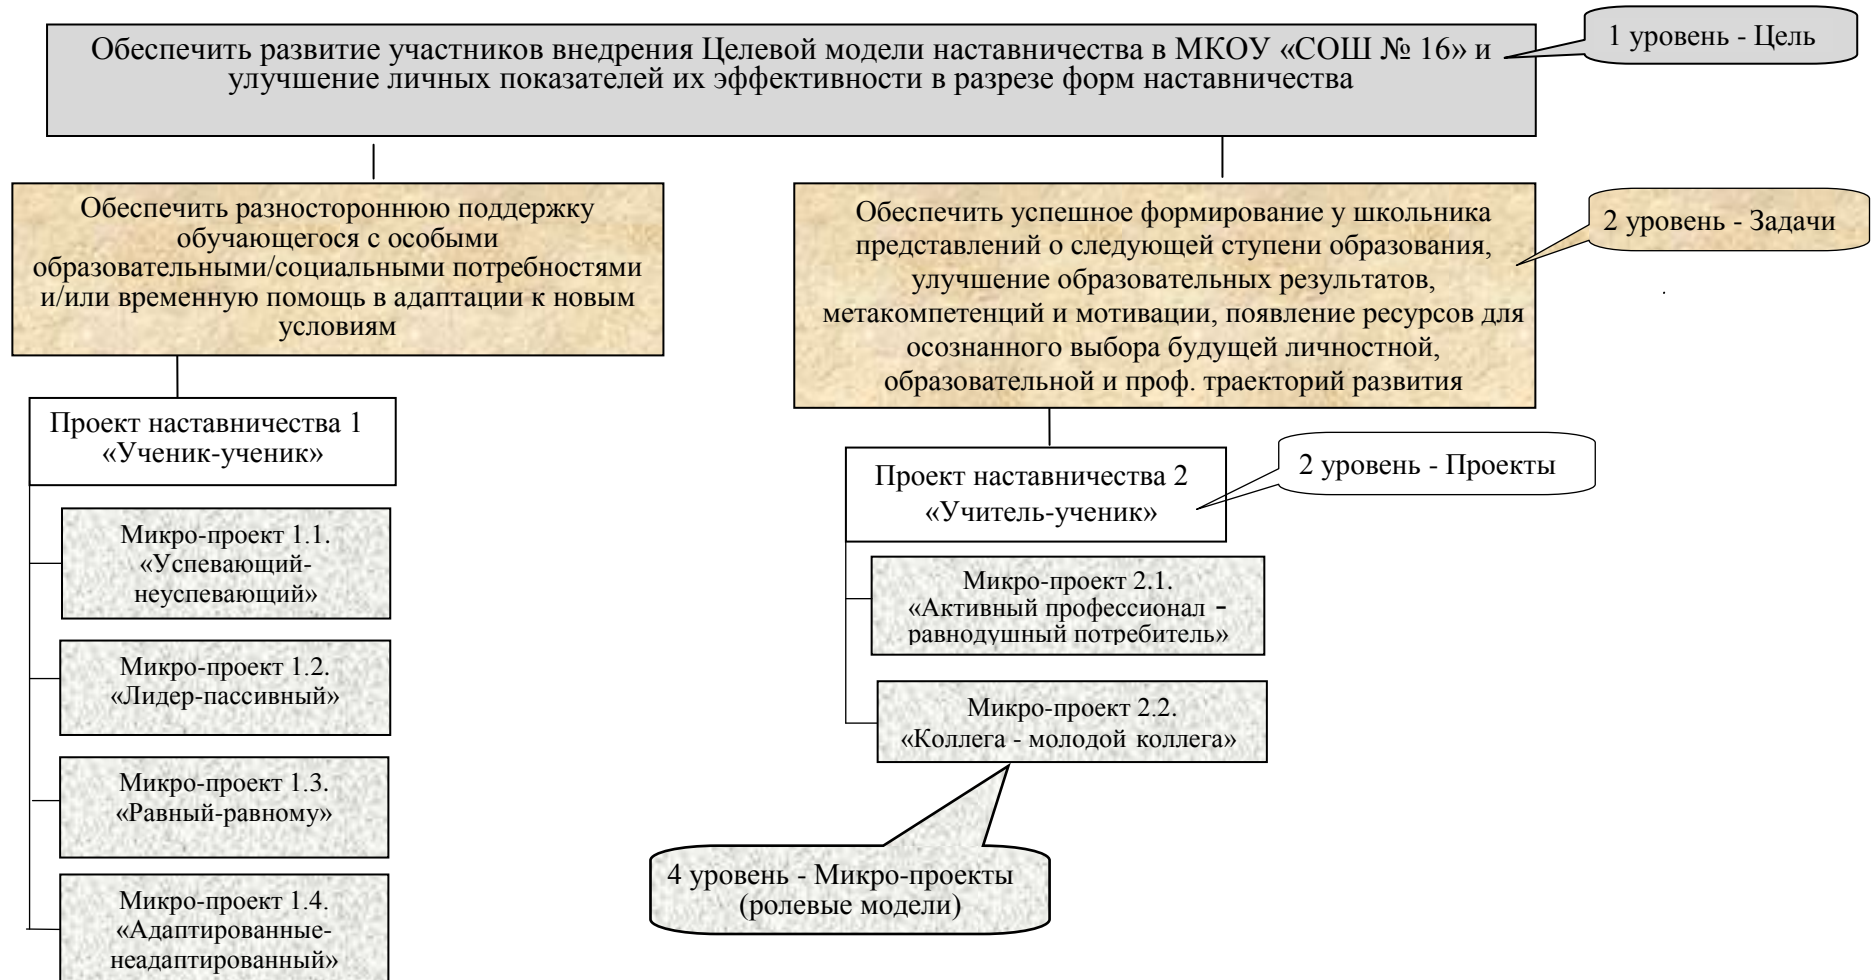 Обеспечить развитие участников внедрения Целевой модели наставничества в МКОУ «СОШ № 16» и
улучшение личных показателей их эффективности в разрезе форм наставничества
1 уровень - Цель
Обеспечить разностороннюю поддержку
обучающегося с особыми
образовательными/социальными потребностями
и/или временную помощь в адаптации к новым
условиям
Обеспечить успешное формирование у школьника
представлений о следующей ступени образования,
улучшение образовательных результатов,
метакомпетенций и мотивации, появление ресурсов для
осознанного выбора будущей личностной,
образовательной и проф. траекторий развития
2 уровень - Задачи
Проект наставничества 1
«Ученик-ученик»
Микро-проект 1.1.
«Успевающий-
неуспевающий»
Микро-проект 1.2.
«Лидер-пассивный»
Микро-проект 1.3.
«Равный-равному»
Микро-проект 1.4.
«Адаптированные-
неадаптированный»
Проект наставничества 2
«Учитель-ученик»
2 уровень - Проекты
Микро-проект 2.1.
«Активный профессионал -
равнодушный потребитель»
Микро-проект 2.2.
«Коллега - молодой коллега»
4 уровень - Микро-проекты
(ролевые модели)